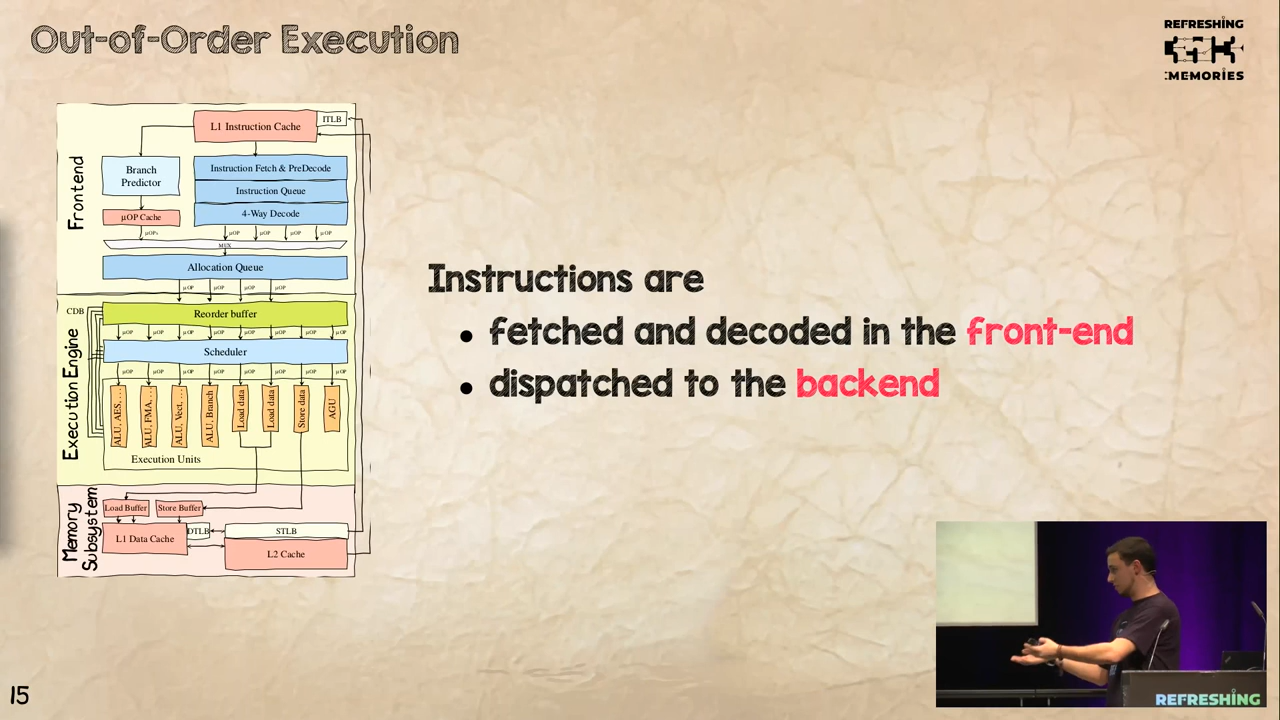 Out-of-Order Execution
REFRESHING
:MEMORIES
Frontend
L1 Instruction Cache
ITLB
Branch
Predictor
Instruction Fetch & PreDecode
Instruction Queue
µOP Cache
4-Way Decode
µOPs
µOP
µOP
µOP
µOP
MUX
Allocation Queue
µOP
µOP
µOP
µOP
Execution Engine
CDB
Reorder buffer
µOP
µOP
µOP
µOP
µOP
µOP
µOP
µOP
Scheduler
µOP
µOP
µOP
µOP
µOP
µOP
µOP
µOP
ALU, AES, ...
ALU, FMA, ...
ALU, Vect, ...
ALU, Branch
Load data
Load data
Store data
AGU
Execution Units
Memory
Subsystem
Load Buffer
Store Buffer
L1 Data Cache
DTLB
STLB
L2 Cache
Instructions are
• fetched and decoded in the front-end
• dispatched to the backend
15
REFRESHING